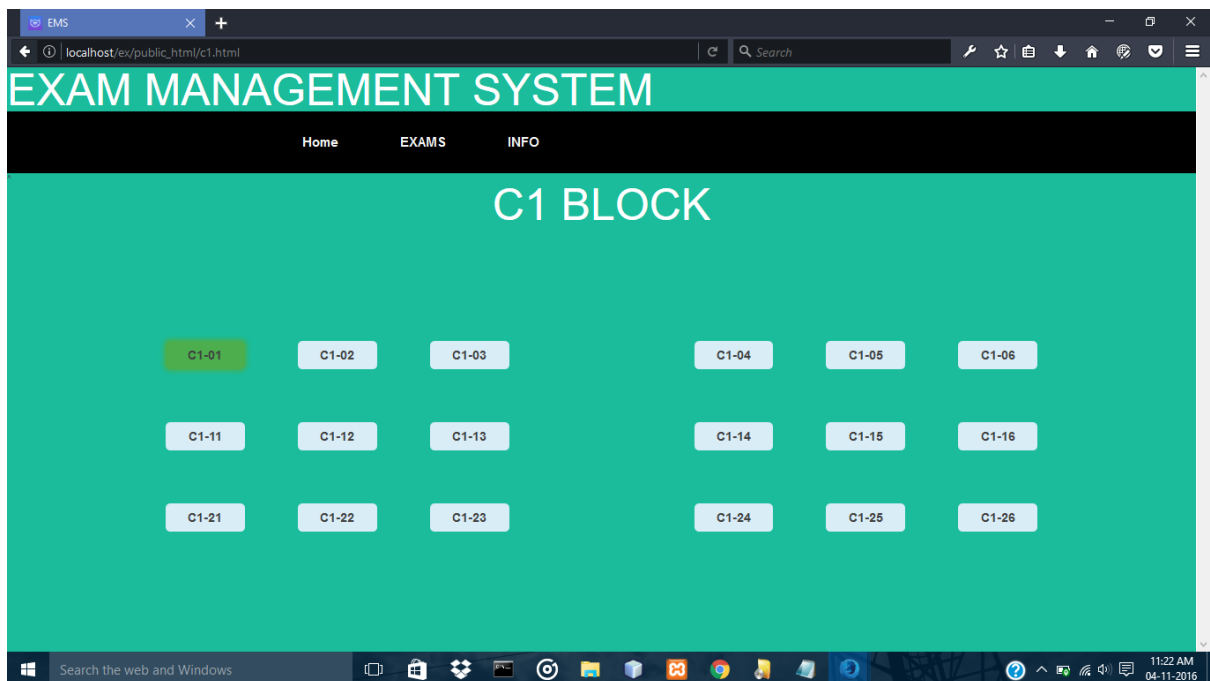 EMS
localhost/ex/public_html/c1.html
Search
EXAM MANAGEMENT SYSTEM
Home EXAMS INFO
C1 BLOCK
C1-01 C1-02 C1-03 C1-04 C1-05 C1-06
C1-11 C1-12 C1-13 C1-14 C1-15 C1-16
C1-21 C1-22 C1-23 C1-24 C1-25 C1-26
Search the web and Windows
11:22 AM
04-11-2016